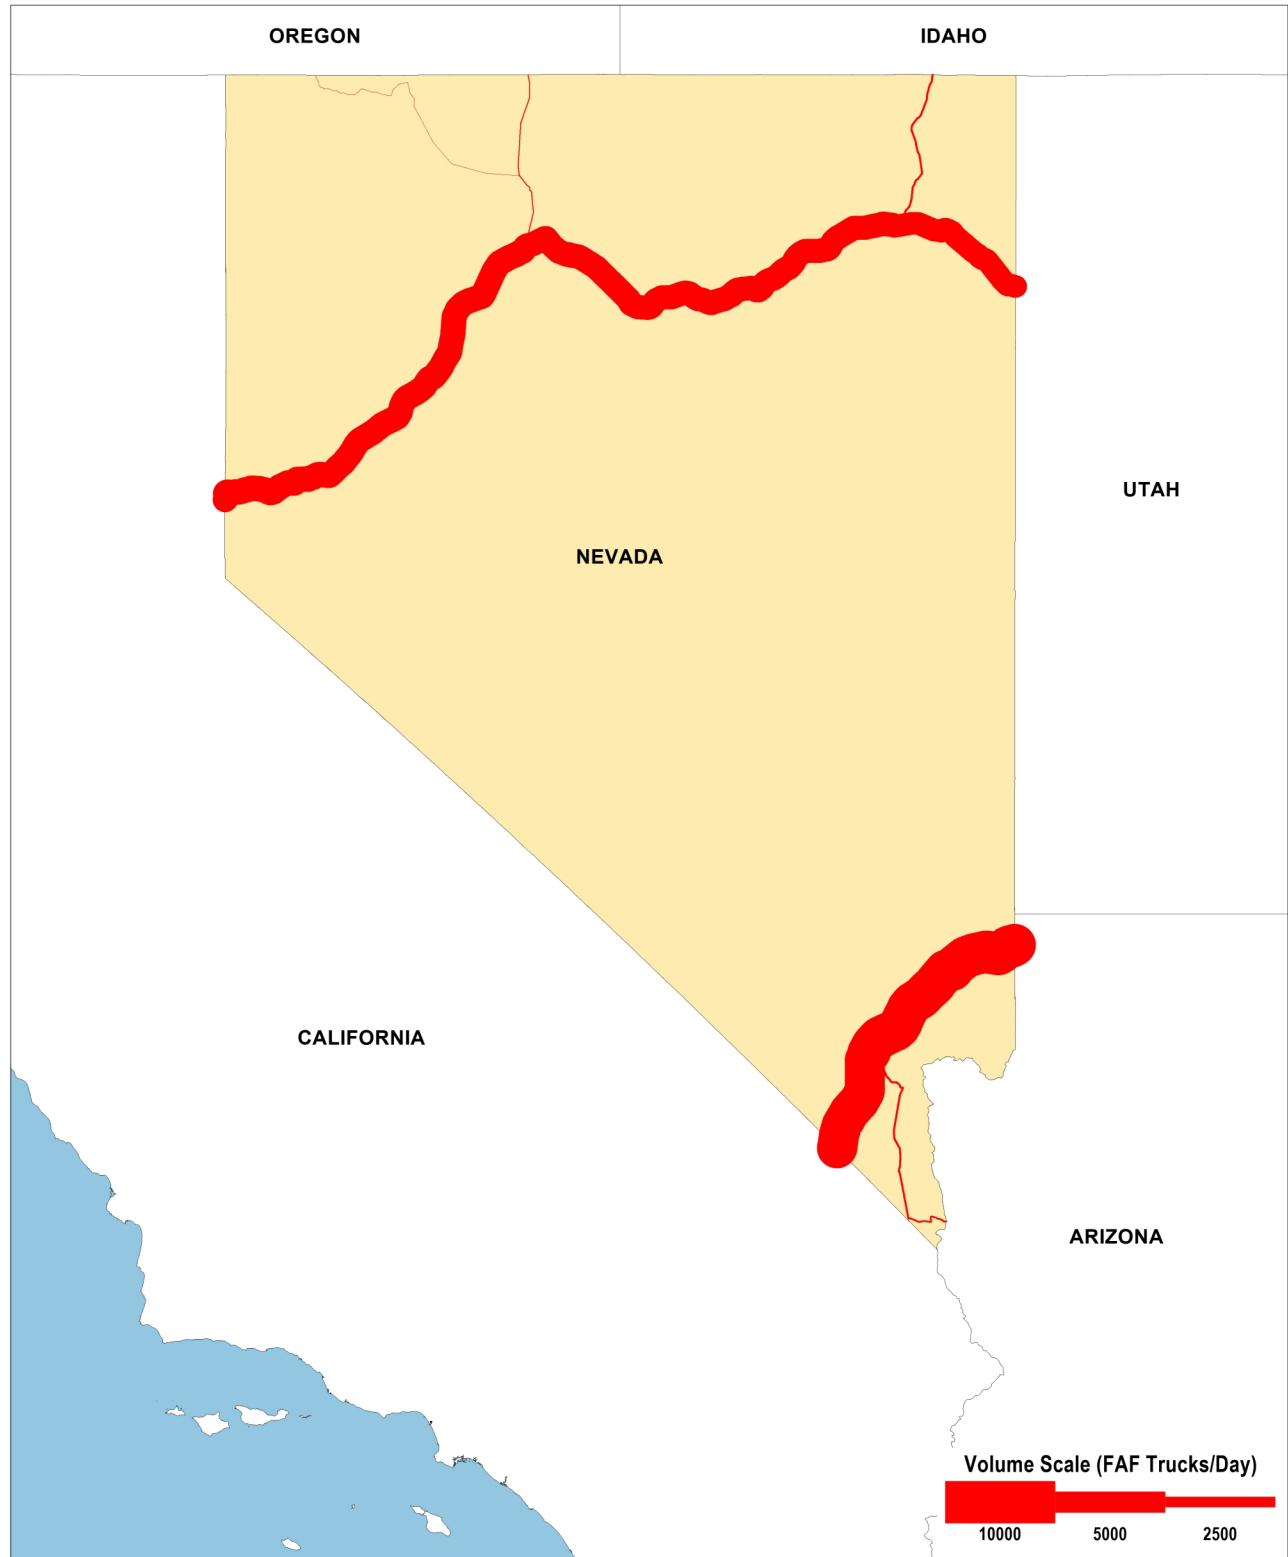 OREGON
IDAHO
UTAH
NEVADA
CALIFORNIA
ARIZONA
Volume Scale (FAF Trucks/Day)
10000 5000 2500